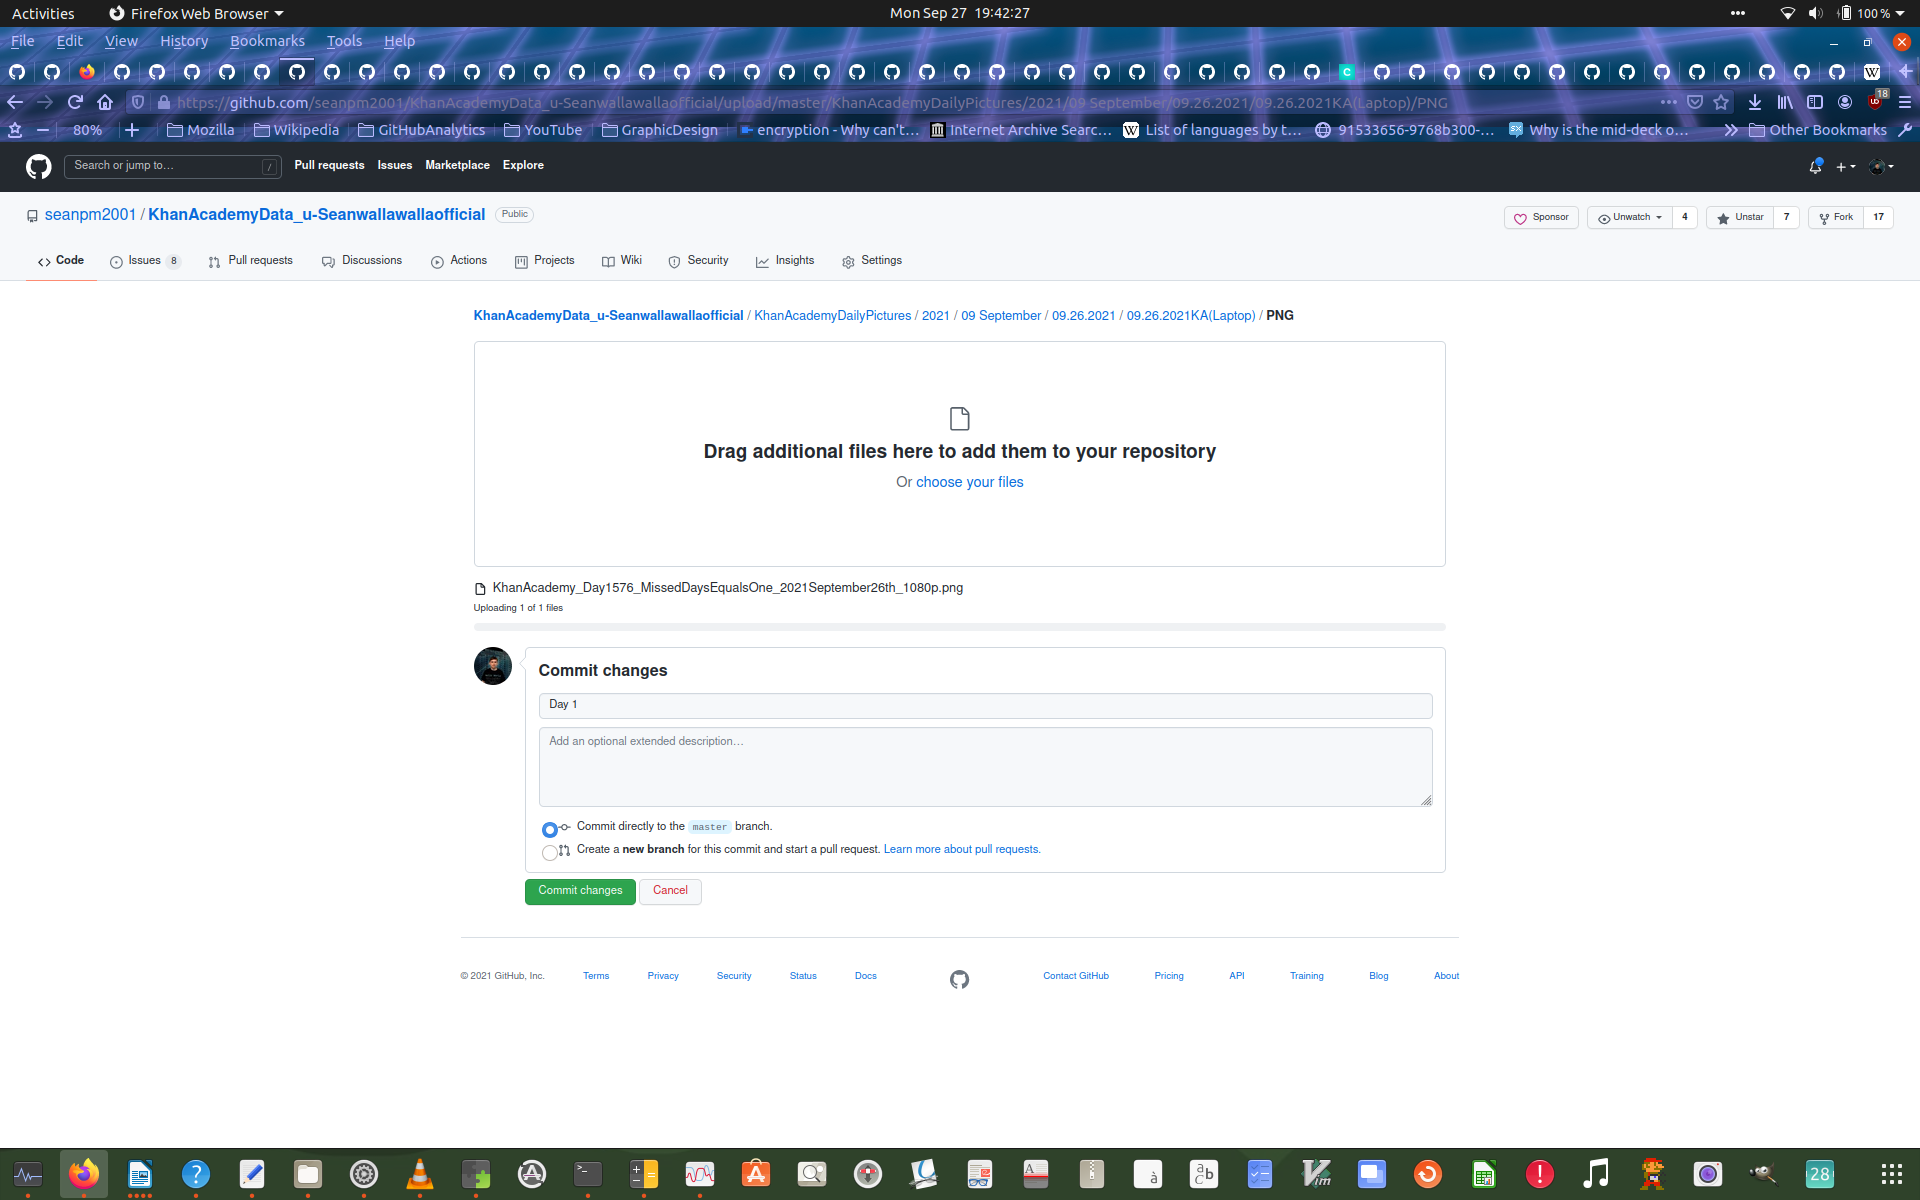 Activities
Firefox Web Browser
Mon Sep 27 19:42:27
100 %
File Edit View History Bookmarks Tools Help
https://github.com/seanpm2001/KhanAcademyData_u-Seanwallawallaofficial/upload/master/KhanAcademyDailyPictures/2021/09 September/09.26.2021/09.26.2021KA(Laptop)/PNG
18
80%
Mozilla
Wikipedia
GitHubAnalytics
YouTube
GraphicDesign
encryption - Why can't…
Internet Archive Searc…
List of languages by t…
91533656-9768b300-…
Why is the mid-deck o…
Other Bookmarks
Search or jump to…
/
Pull requests Issues Marketplace Explore
seanpm2001 / KhanAcademyData_u-Seanwallawallaofficial
Public
Sponsor
Unwatch 4
Unstar 7
Fork 17
Code
Issues 8
Pull requests
Discussions
Actions
Projects
Wiki
Security
Insights
Settings
KhanAcademyData_u-Seanwallawallaofficial / KhanAcademyDailyPictures / 2021 / 09 September / 09.26.2021 / 09.26.2021KA(Laptop) / PNG
Drag additional files here to add them to your repository
Or choose your files
KhanAcademy_Day1576_MissedDaysEqualsOne_2021September26th_1080p.png
Uploading 1 of 1 files
Commit changes
Day 1
Add an optional extended description…
Commit directly to the master branch.
Create a new branch for this commit and start a pull request. Learn more about pull requests.
Commit changes
Cancel
© 2021 GitHub, Inc.
Terms
Privacy
Security
Status
Docs
Contact GitHub
Pricing
API
Training
Blog
About
28